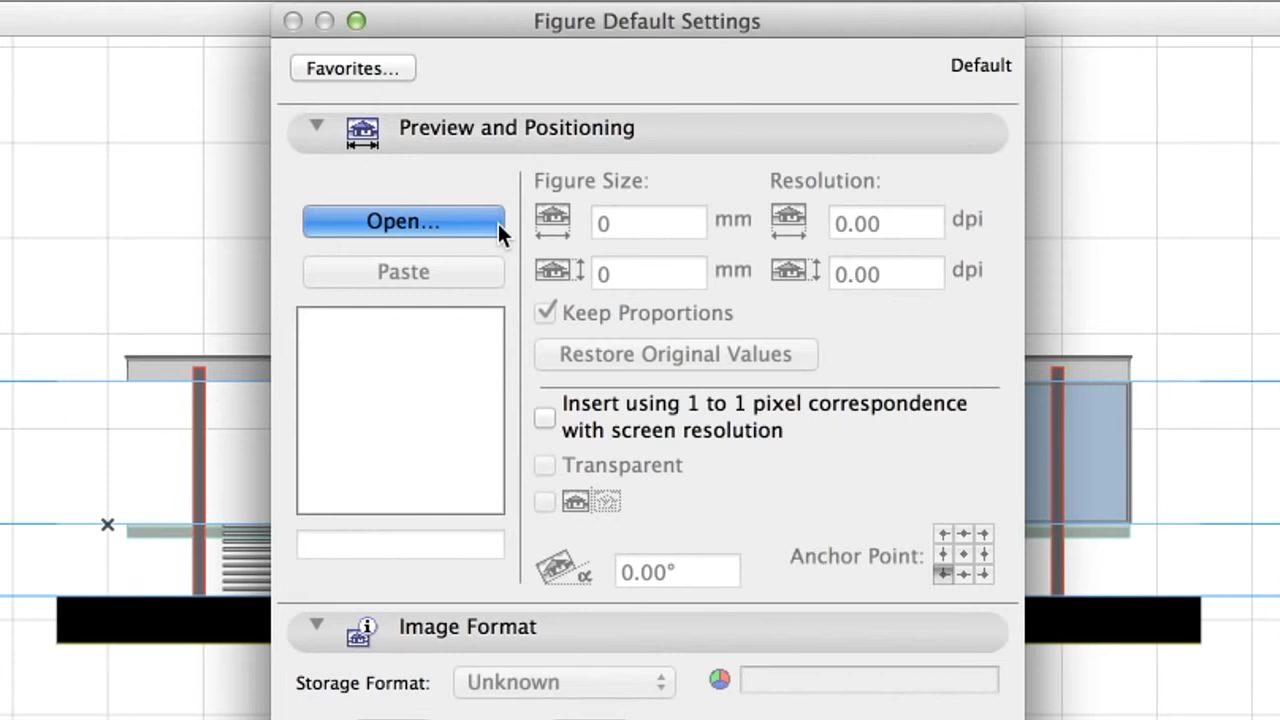 Figure Default Settings
Favorites...
Default
Preview and Positioning
Open...
Paste
Figure Size:
Resolution:
0 mm
0.00 dpi
0 mm
0.00 dpi
Keep Proportions
Restore Original Values
Insert using 1 to 1 pixel correspondence
with screen resolution
Transparent
α 0.00°
Anchor Point:
Image Format
Storage Format: Unknown